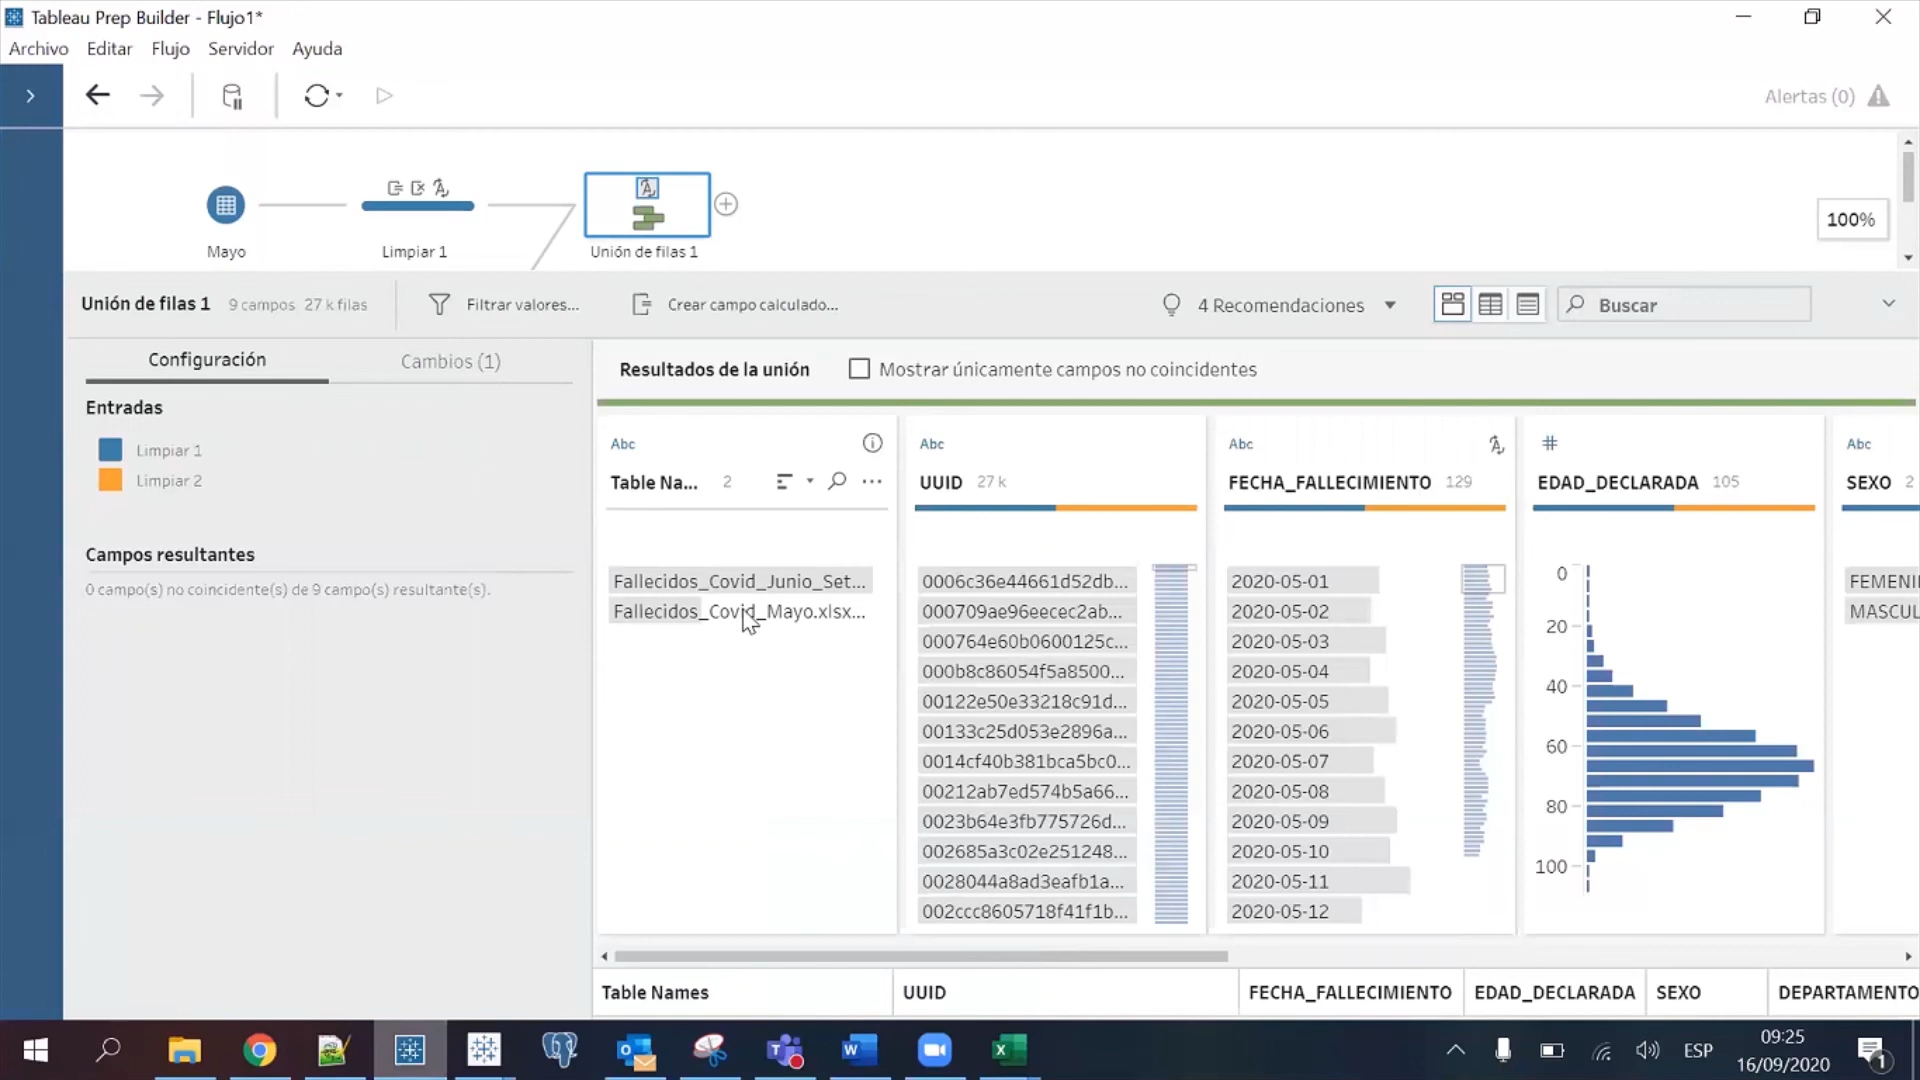 Tableau Prep Builder - Flujo1*
Archivo Editar Flujo Servidor Ayuda
Alertas (0)
100%
Mayo Limpiar 1 Unión de filas 1
Unión de filas 1 9 campos 27 k filas Filtrar valores... Crear campo calculado... 4 Recomendaciones Buscar
Configuración Cambios (1)
Resultados de la unión Mostrar únicamente campos no coincidentes
Entradas
Limpiar 1
Limpiar 2
Campos resultantes
0 campo(s) no coincidente(s) de 9 campo(s) resultante(s).
Abc
Table Na... 2
Fallecidos_Covid_Junio_Set...
Fallecidos_Covid_Mayo.xlsx...
Abc
UUID 27 k
0006c36e44661d52db...
000709ae96eecec2ab...
000764e60b0600125c...
000b8c86054f5a8500...
00122e50e33218c91d...
00133c25d053e2896a...
0014cf40b381bca5bc0...
00212ab7ed574b5a66...
0023b64e3fb775726d...
002685a3c02e251248...
0028044a8ad3eafb1a...
002ccc8605718f41f1b...
Abc
FECHA_FALLECIMIENTO 129
2020-05-01
2020-05-02
2020-05-03
2020-05-04
2020-05-05
2020-05-06
2020-05-07
2020-05-08
2020-05-09
2020-05-10
2020-05-11
2020-05-12
#
EDAD_DECLARADA 105
0
20
40
60
80
100
Abc
SEXO 2
FEMENI
MASCUL
Table Names UUID FECHA_FALLECIMIENTO EDAD_DECLARADA SEXO DEPARTAMENTO
ESP
09:25
16/09/2020
1